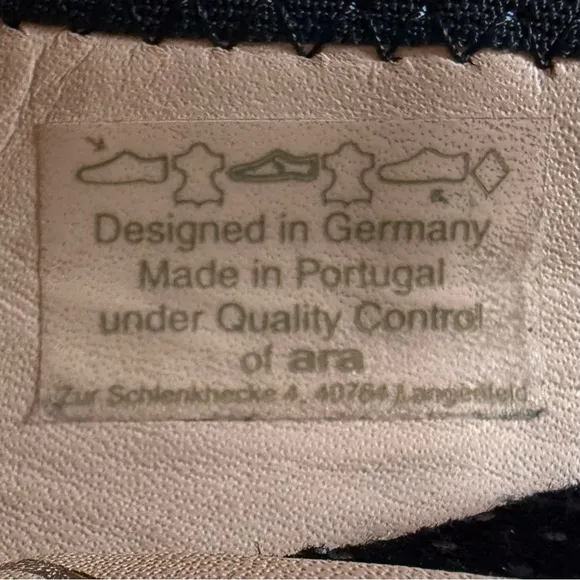 Designed in Germany
Made in Portugal
under Quality Control
of ara
Zur Schlenkhecke 4, 40764 Langenfeld